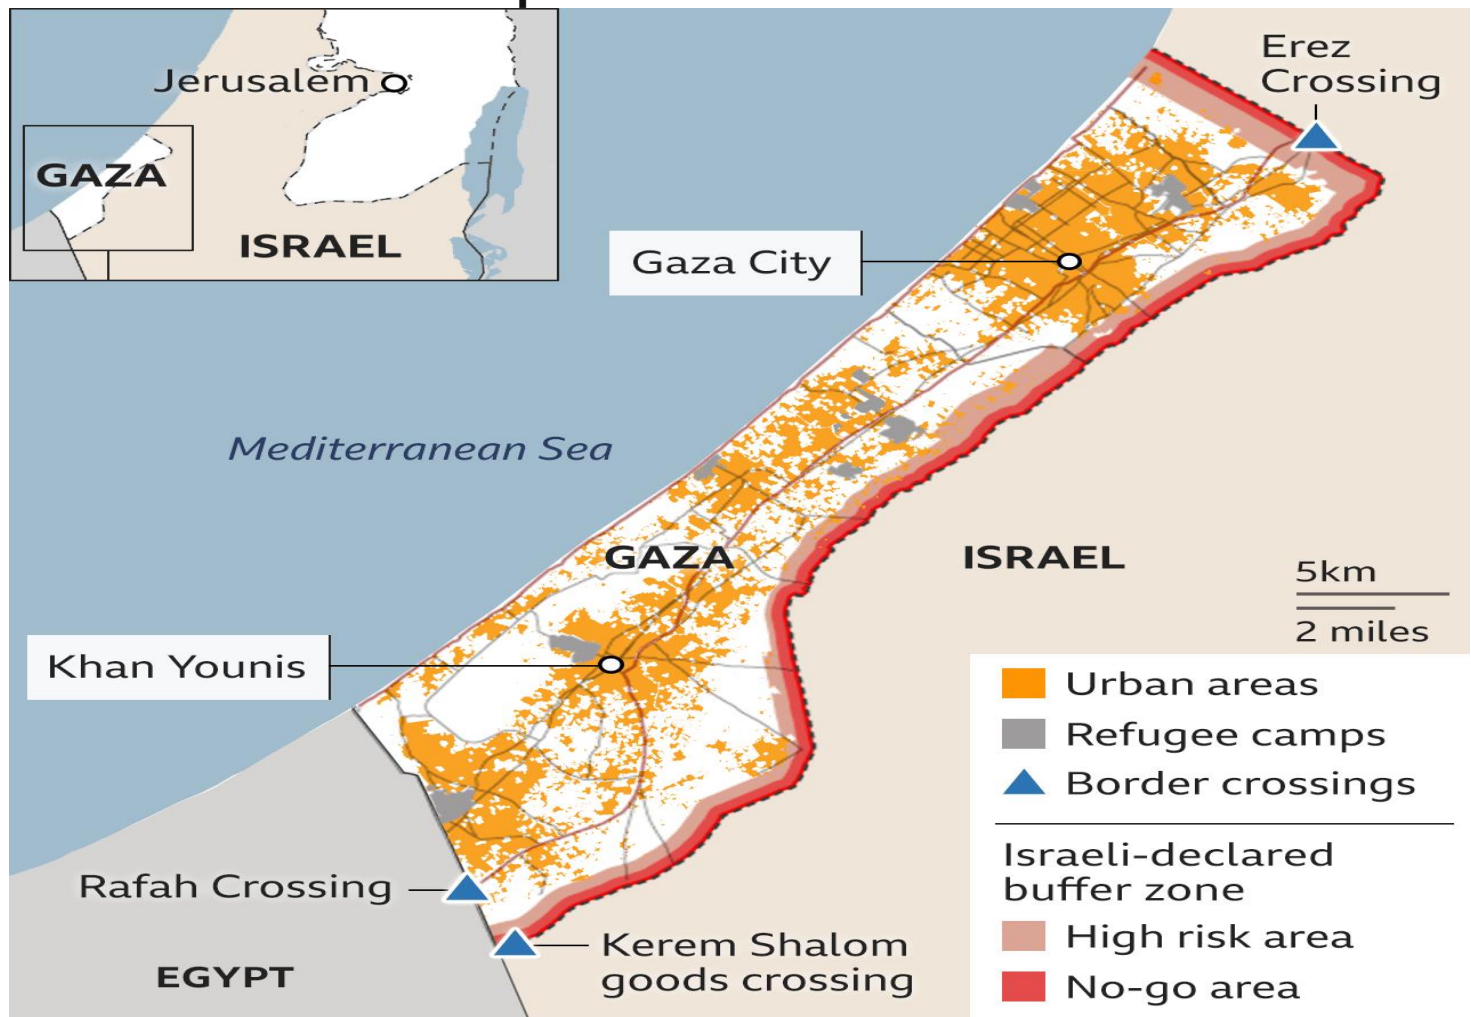 Jerusalem
GAZA
ISRAEL
Erez
Crossing
Gaza City
Mediterranean Sea
GAZA
ISRAEL
5km
2 miles
Khan Younis
Urban areas
Refugee camps
Border crossings
Israeli-declared
buffer zone
High risk area
No-go area
Rafah Crossing
Kerem Shalom
goods crossing
EGYPT